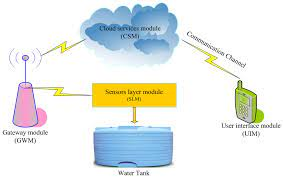 Cloud services module
(CSM)
Communication Channel
Sensors layer module
(SLM)
Gateway module
(GWM)
User interface module
(UIM)
Water Tank